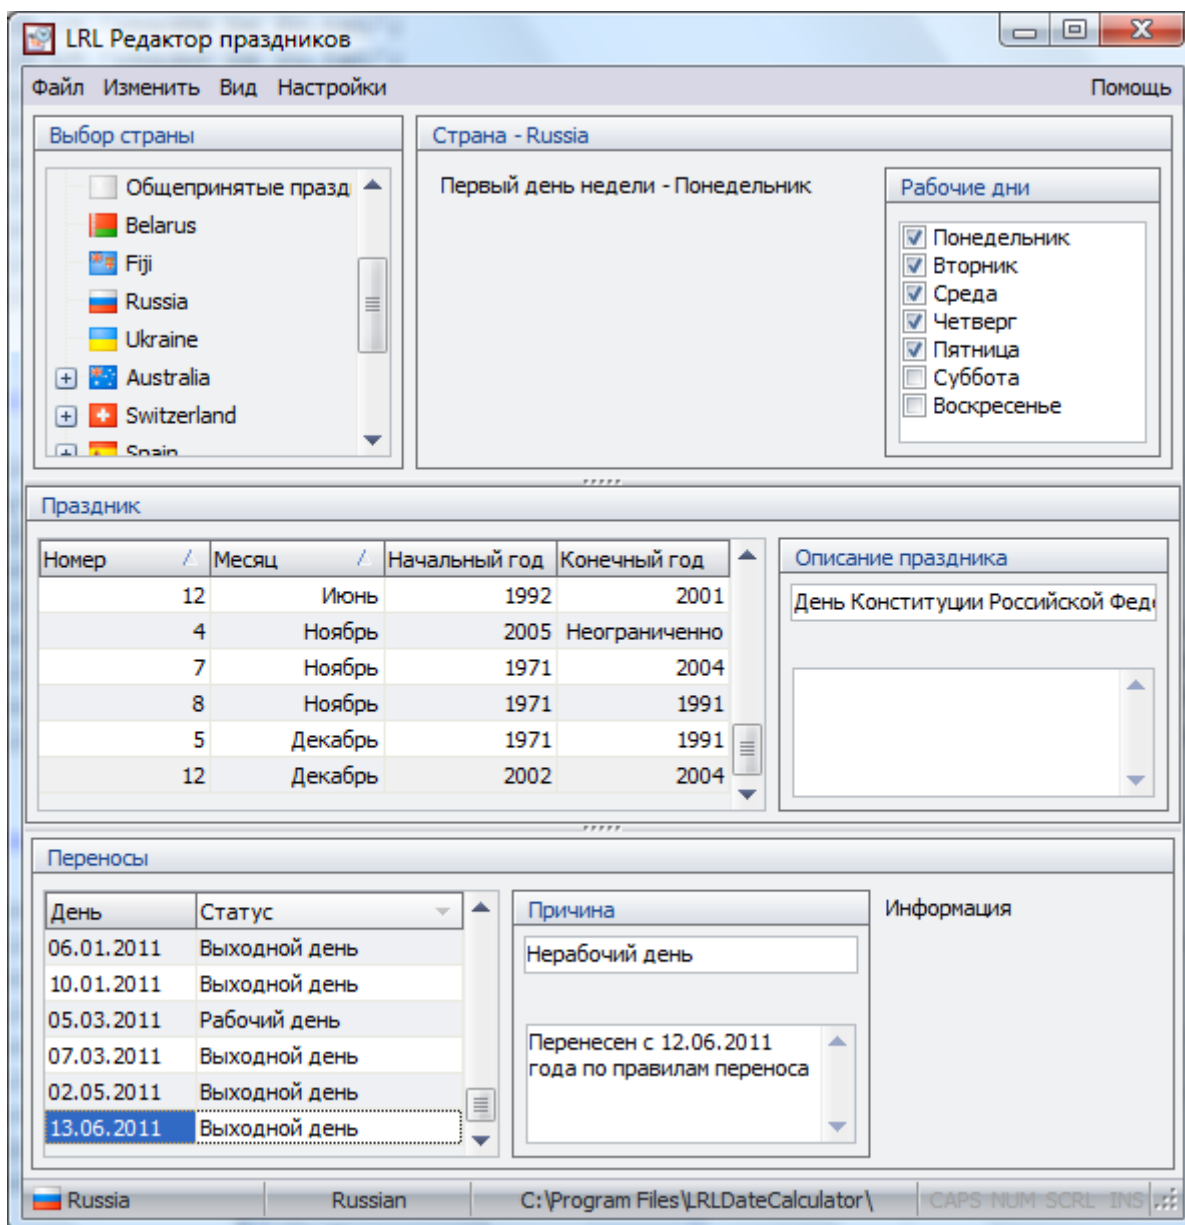 LRL Редактор праздников
Файл Изменить Вид Настройки Помощь
Выбор страны
Общепринятые празд
Belarus
Fiji
Russia
Ukraine
Australia
Switzerland
Spain
Страна - Russia
Первый день недели - Понедельник
Рабочие дни
Понедельник
Вторник
Среда
Четверг
Пятница
Суббота
Воскресенье
Праздник
Номер Месяц Начальный год Конечный год
12 Июнь 1992 2001
4 Ноябрь 2005 Неограниченно
7 Ноябрь 1971 2004
8 Ноябрь 1971 1991
5 Декабрь 1971 1991
12 Декабрь 2002 2004
Описание праздника
День Конституции Российской Фед
Переносы
День Статус
06.01.2011 Выходной день
10.01.2011 Выходной день
05.03.2011 Рабочий день
07.03.2011 Выходной день
02.05.2011 Выходной день
13.06.2011 Выходной день
Причина
Нерабочий день
Перенесен с 12.06.2011
года по правилам переноса
Информация
Russia Russian C:\Program Files\LRLDateCalculator\ CAPS NUM SCRL INS